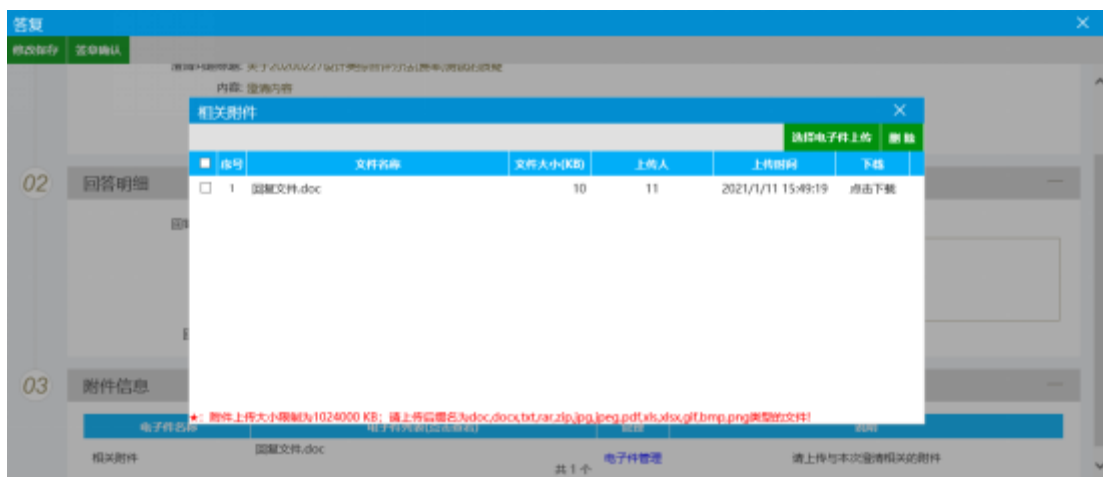 答复
修改保存 签章确认
内容: 澄清内容
相关附件
选择电子件上传 删除
序号 文件名称 文件大小(KB) 上传人 上传时间 下载
1 回复文件.doc 10 11 2021/1/11 15:49:19 点击下载
02 回答明细
03 附件信息
★: 附件上传大小限制为1024000 KB; 请上传后缀名为doc,docx,txt,rar,zip,jpg,jpeg,pdf,xls,xlsx,gif,bmp,png类型的文件!
相关附件 回复文件.doc 电子件管理 请上传与本次澄清相关的附件
共 1 个